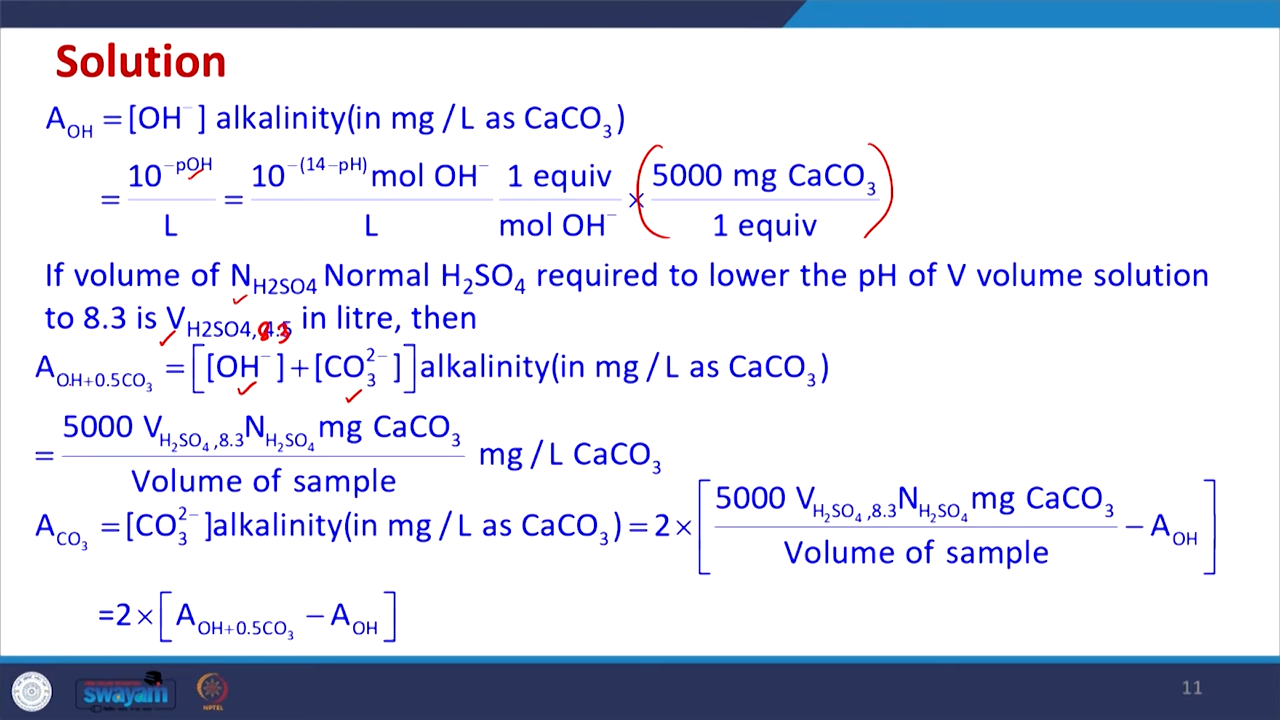 Solution
A_OH = [OH⁻] alkalinity(in mg/L as CaCO₃)
= 10^(−pOH) / L = 10^(−(14−pH)) mol OH⁻ / L 1 equiv / mol OH⁻ × (5000 mg CaCO₃ / 1 equiv)
If volume of N_H2SO4 Normal H₂SO₄ required to lower the pH of V volume solution
to 8.3 is V_H2SO4, 8.3 in litre, then
A_OH+0.5CO₃ = [[OH⁻]+[CO₃²⁻]] alkalinity(in mg/L as CaCO₃)
= 5000 V_H₂SO₄,8.3 N_H₂SO₄ mg CaCO₃ / Volume of sample mg/L CaCO₃
A_CO₃ = [CO₃²⁻]alkalinity(in mg/L as CaCO₃) = 2× [5000 V_H₂SO₄,8.3 N_H₂SO₄ mg CaCO₃ / Volume of sample − A_OH]
=2×[A_OH+0.5CO₃ − A_OH]
swayam
NPTEL
11